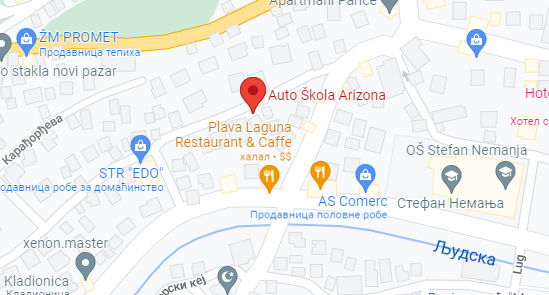 Apartmani Pance
ŽM PROMET
Продавница тепиха
o stakla novi pazar
Auto Škola Arizona
Карађорђева
Hote
Хотел с
Plava Laguna
Restaurant & Caffe
халал • $$
OŠ Stefan Nemanja
STR "EDO"
родавница робе за
домаћинство
AS Comerc
Продавница половне робе
Стефан Немања
xenon.master
Људска
Lug
Kladionica
Кладионица
рски кеј